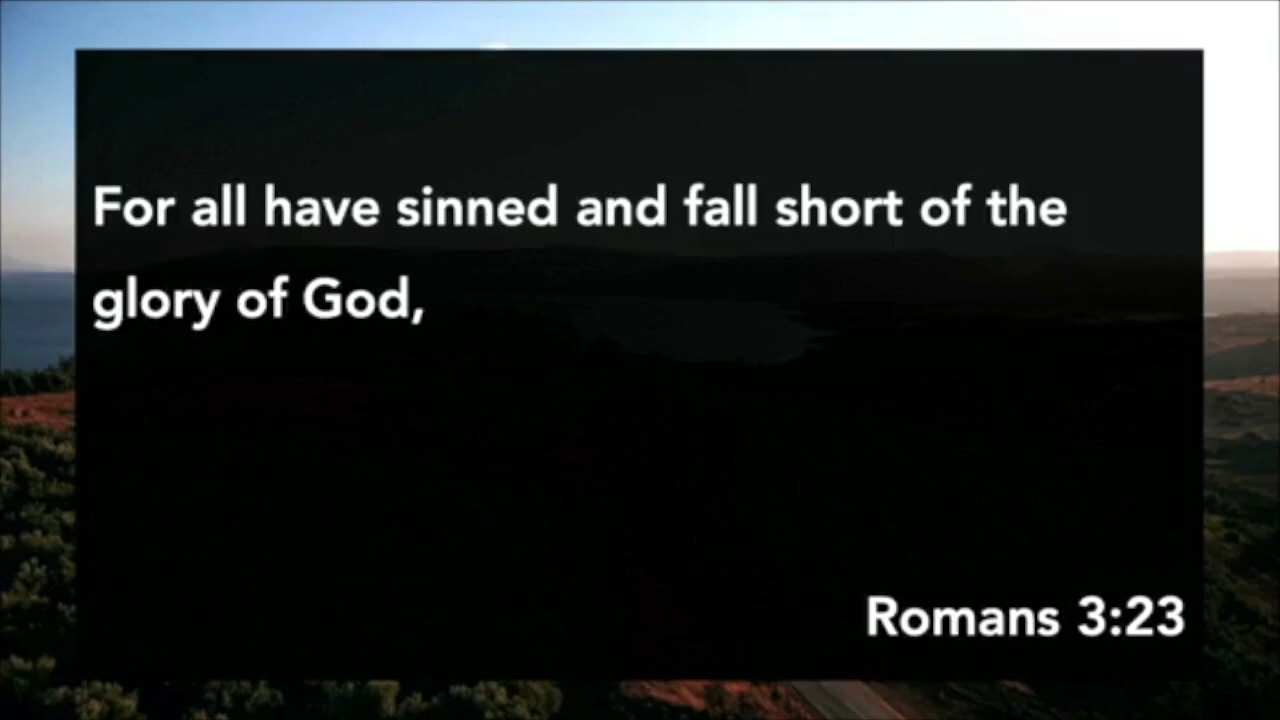 For all have sinned and fall short of the
glory of God,
Romans 3:23